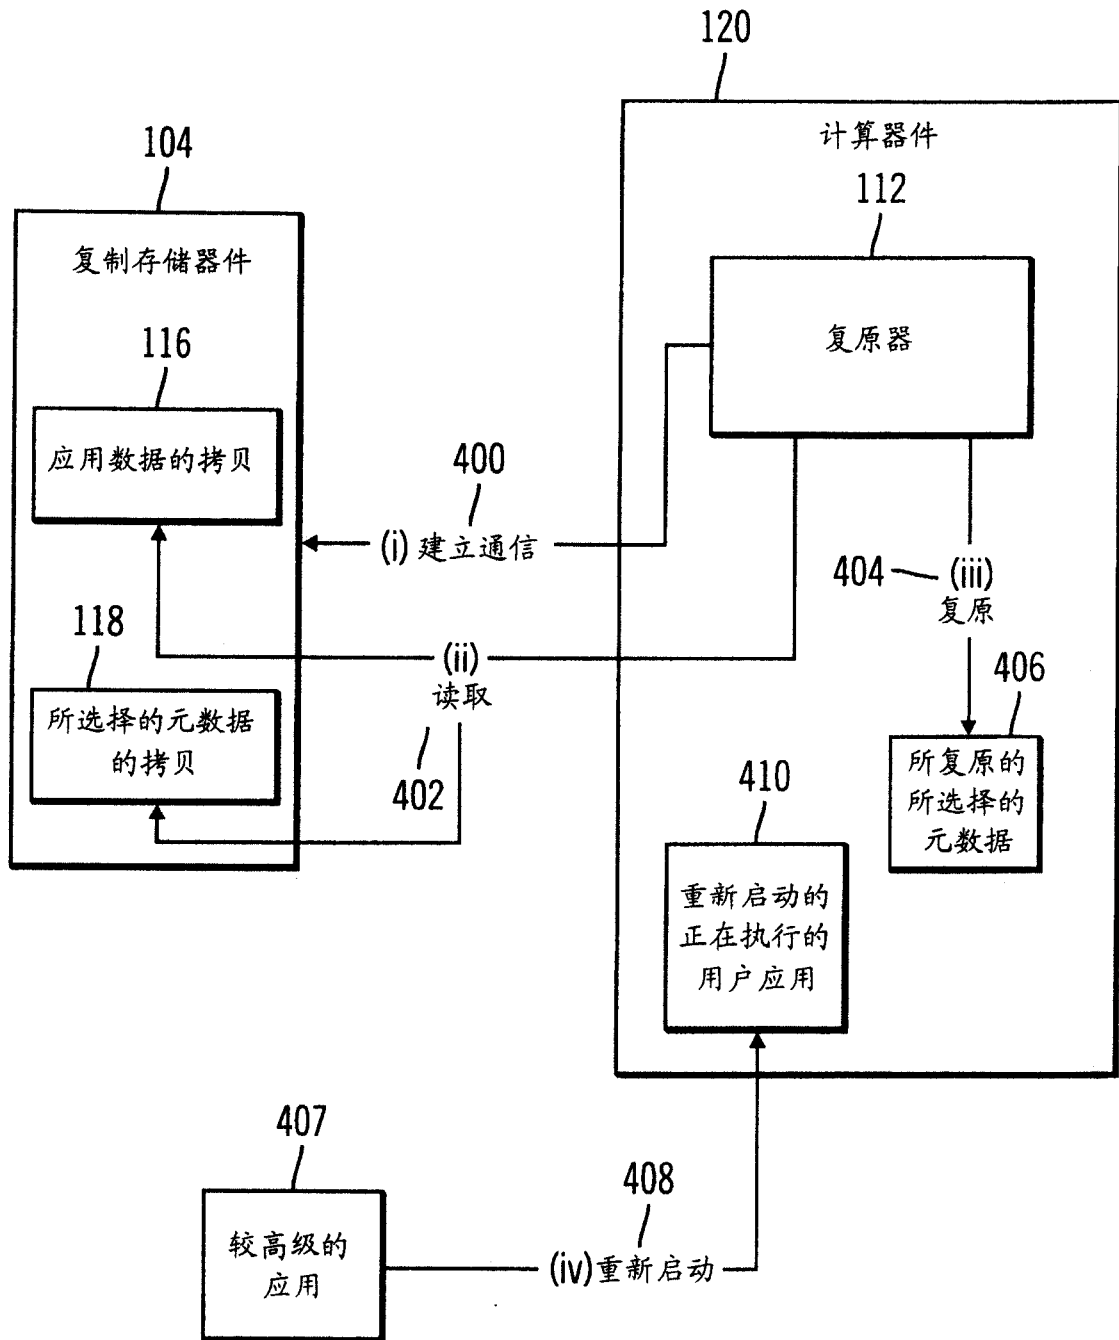 120
计算器件
104
112
复制存储器件
复原器
116
应用数据的拷贝
400
(i) 建立通信
404
(iii)
复原
118
(ii)
读取
406
所选择的元数据
的拷贝
402
410
所复原的
所选择的
元数据
重新启动的
正在执行的
用户应用
407
408
较高级的
应用
(iv)重新启动